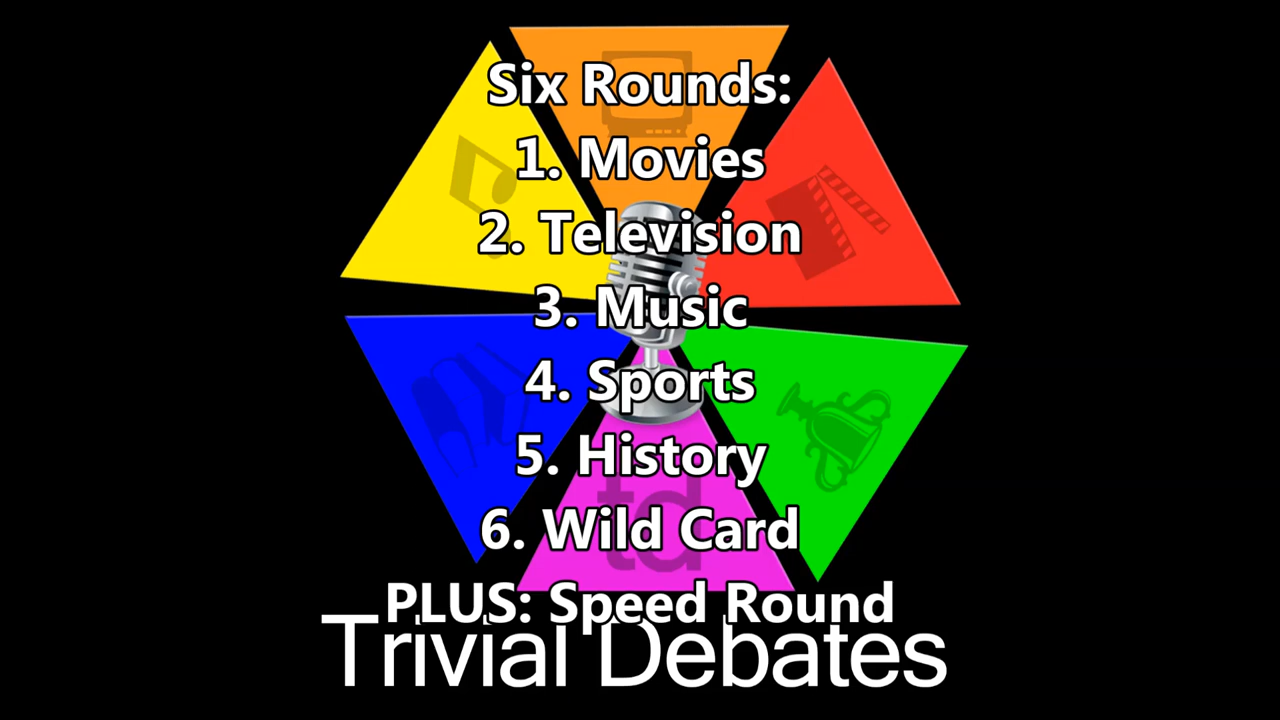 Six Rounds:
1. Movies
2. Television
3. Music
4. Sports
5. History
6. Wild Card
td
PLUS: Speed Round
Trivial Debates